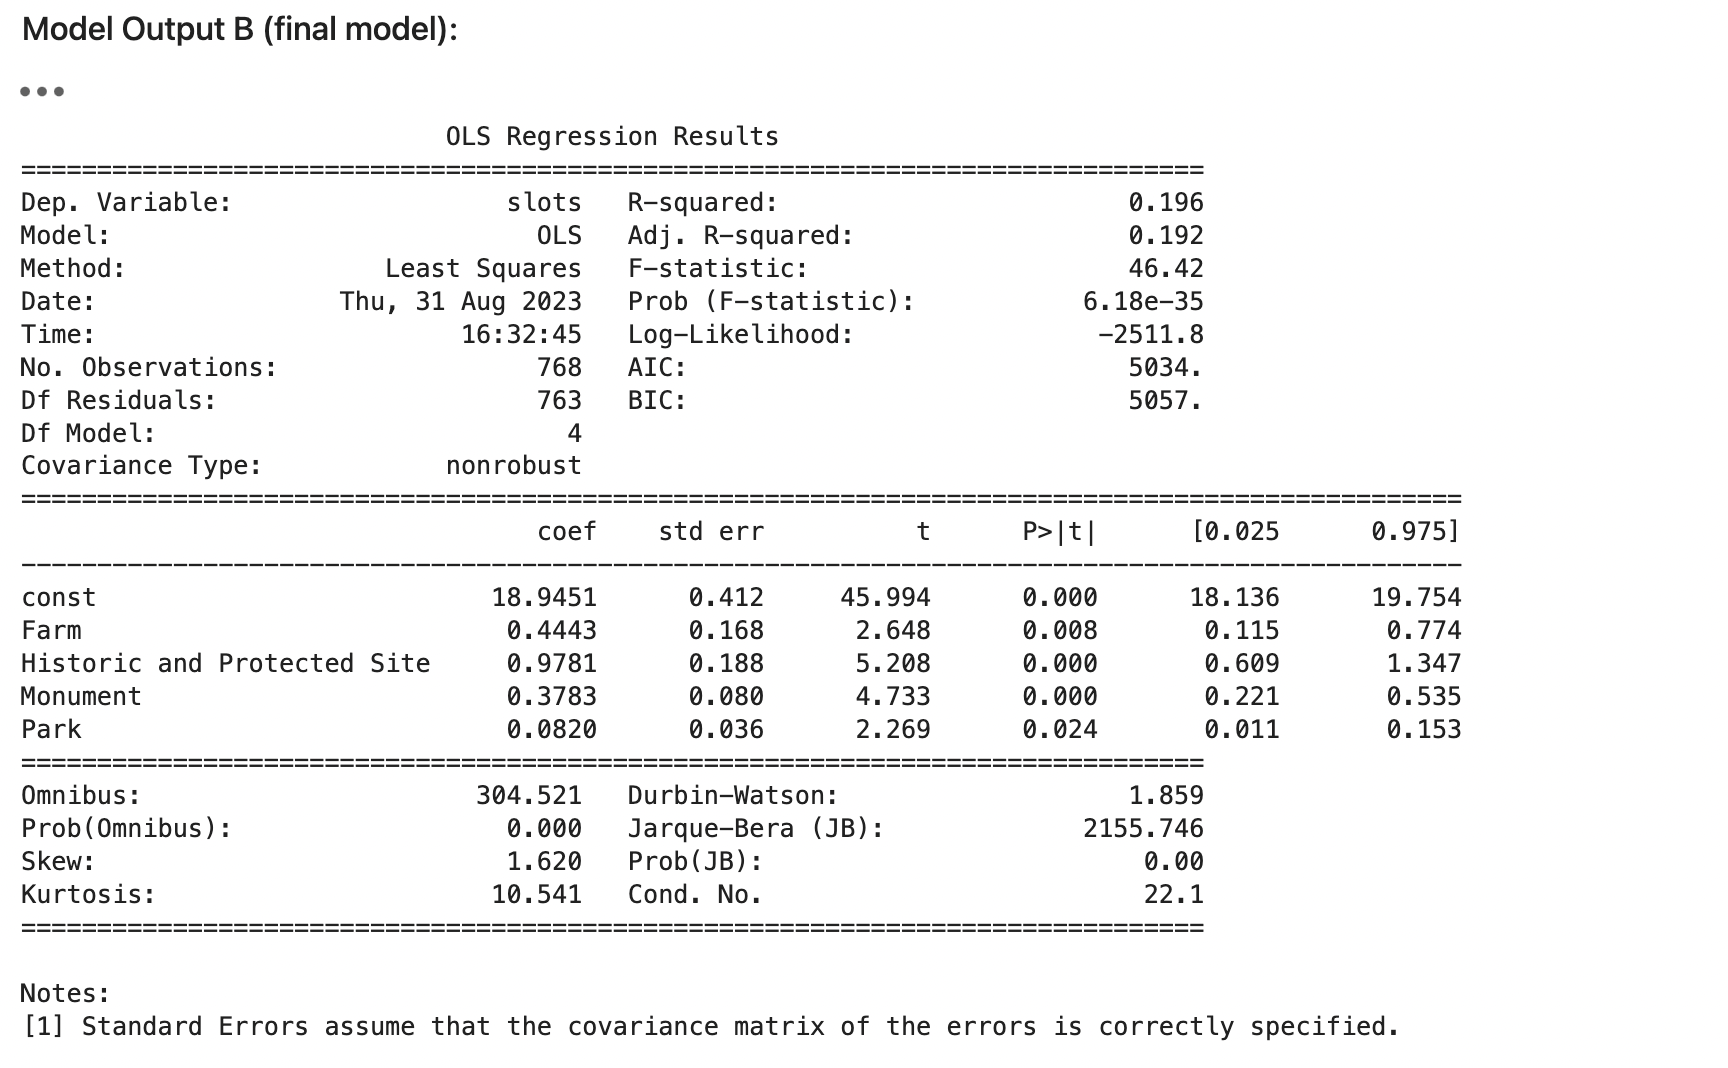 Model Output B (final model):
•••
OLS Regression Results
==============================================================================
Dep. Variable:                  slots   R-squared:                       0.196
Model:                            OLS   Adj. R-squared:                  0.192
Method:                 Least Squares   F-statistic:                     46.42
Date:                Thu, 31 Aug 2023   Prob (F-statistic):           6.18e-35
Time:                        16:32:45   Log-Likelihood:                -2511.8
No. Observations:                 768   AIC:                             5034.
Df Residuals:                     763   BIC:                             5057.
Df Model:                           4
Covariance Type:            nonrobust
===============================================================================================
                                  coef    std err          t      P>|t|      [0.025      0.975]
-----------------------------------------------------------------------------------------------
const                          18.9451      0.412     45.994      0.000      18.136      19.754
Farm                            0.4443      0.168      2.648      0.008       0.115       0.774
Historic and Protected Site     0.9781      0.188      5.208      0.000       0.609       1.347
Monument                        0.3783      0.080      4.733      0.000       0.221       0.535
Park                            0.0820      0.036      2.269      0.024       0.011       0.153
==============================================================================
Omnibus:                      304.521   Durbin-Watson:                   1.859
Prob(Omnibus):                  0.000   Jarque-Bera (JB):             2155.746
Skew:                           1.620   Prob(JB):                         0.00
Kurtosis:                      10.541   Cond. No.                         22.1
==============================================================================
Notes:
[1] Standard Errors assume that the covariance matrix of the errors is correctly specified.